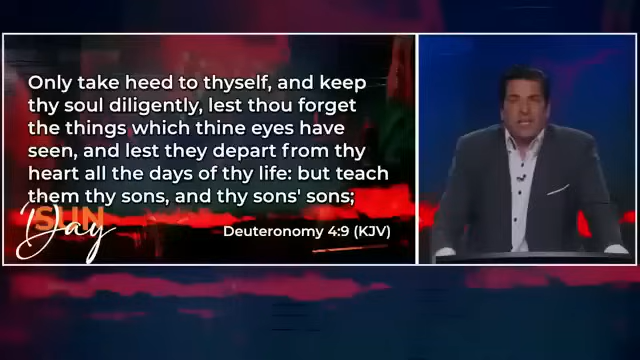 Only take heed to thyself, and keep
thy soul diligently, lest thou forget
the things which thine eyes have
seen, and lest they depart from thy
heart all the days of thy life: but teach
them thy sons, and thy sons' sons;
SUN
Day
Deuteronomy 4:9 (KJV)